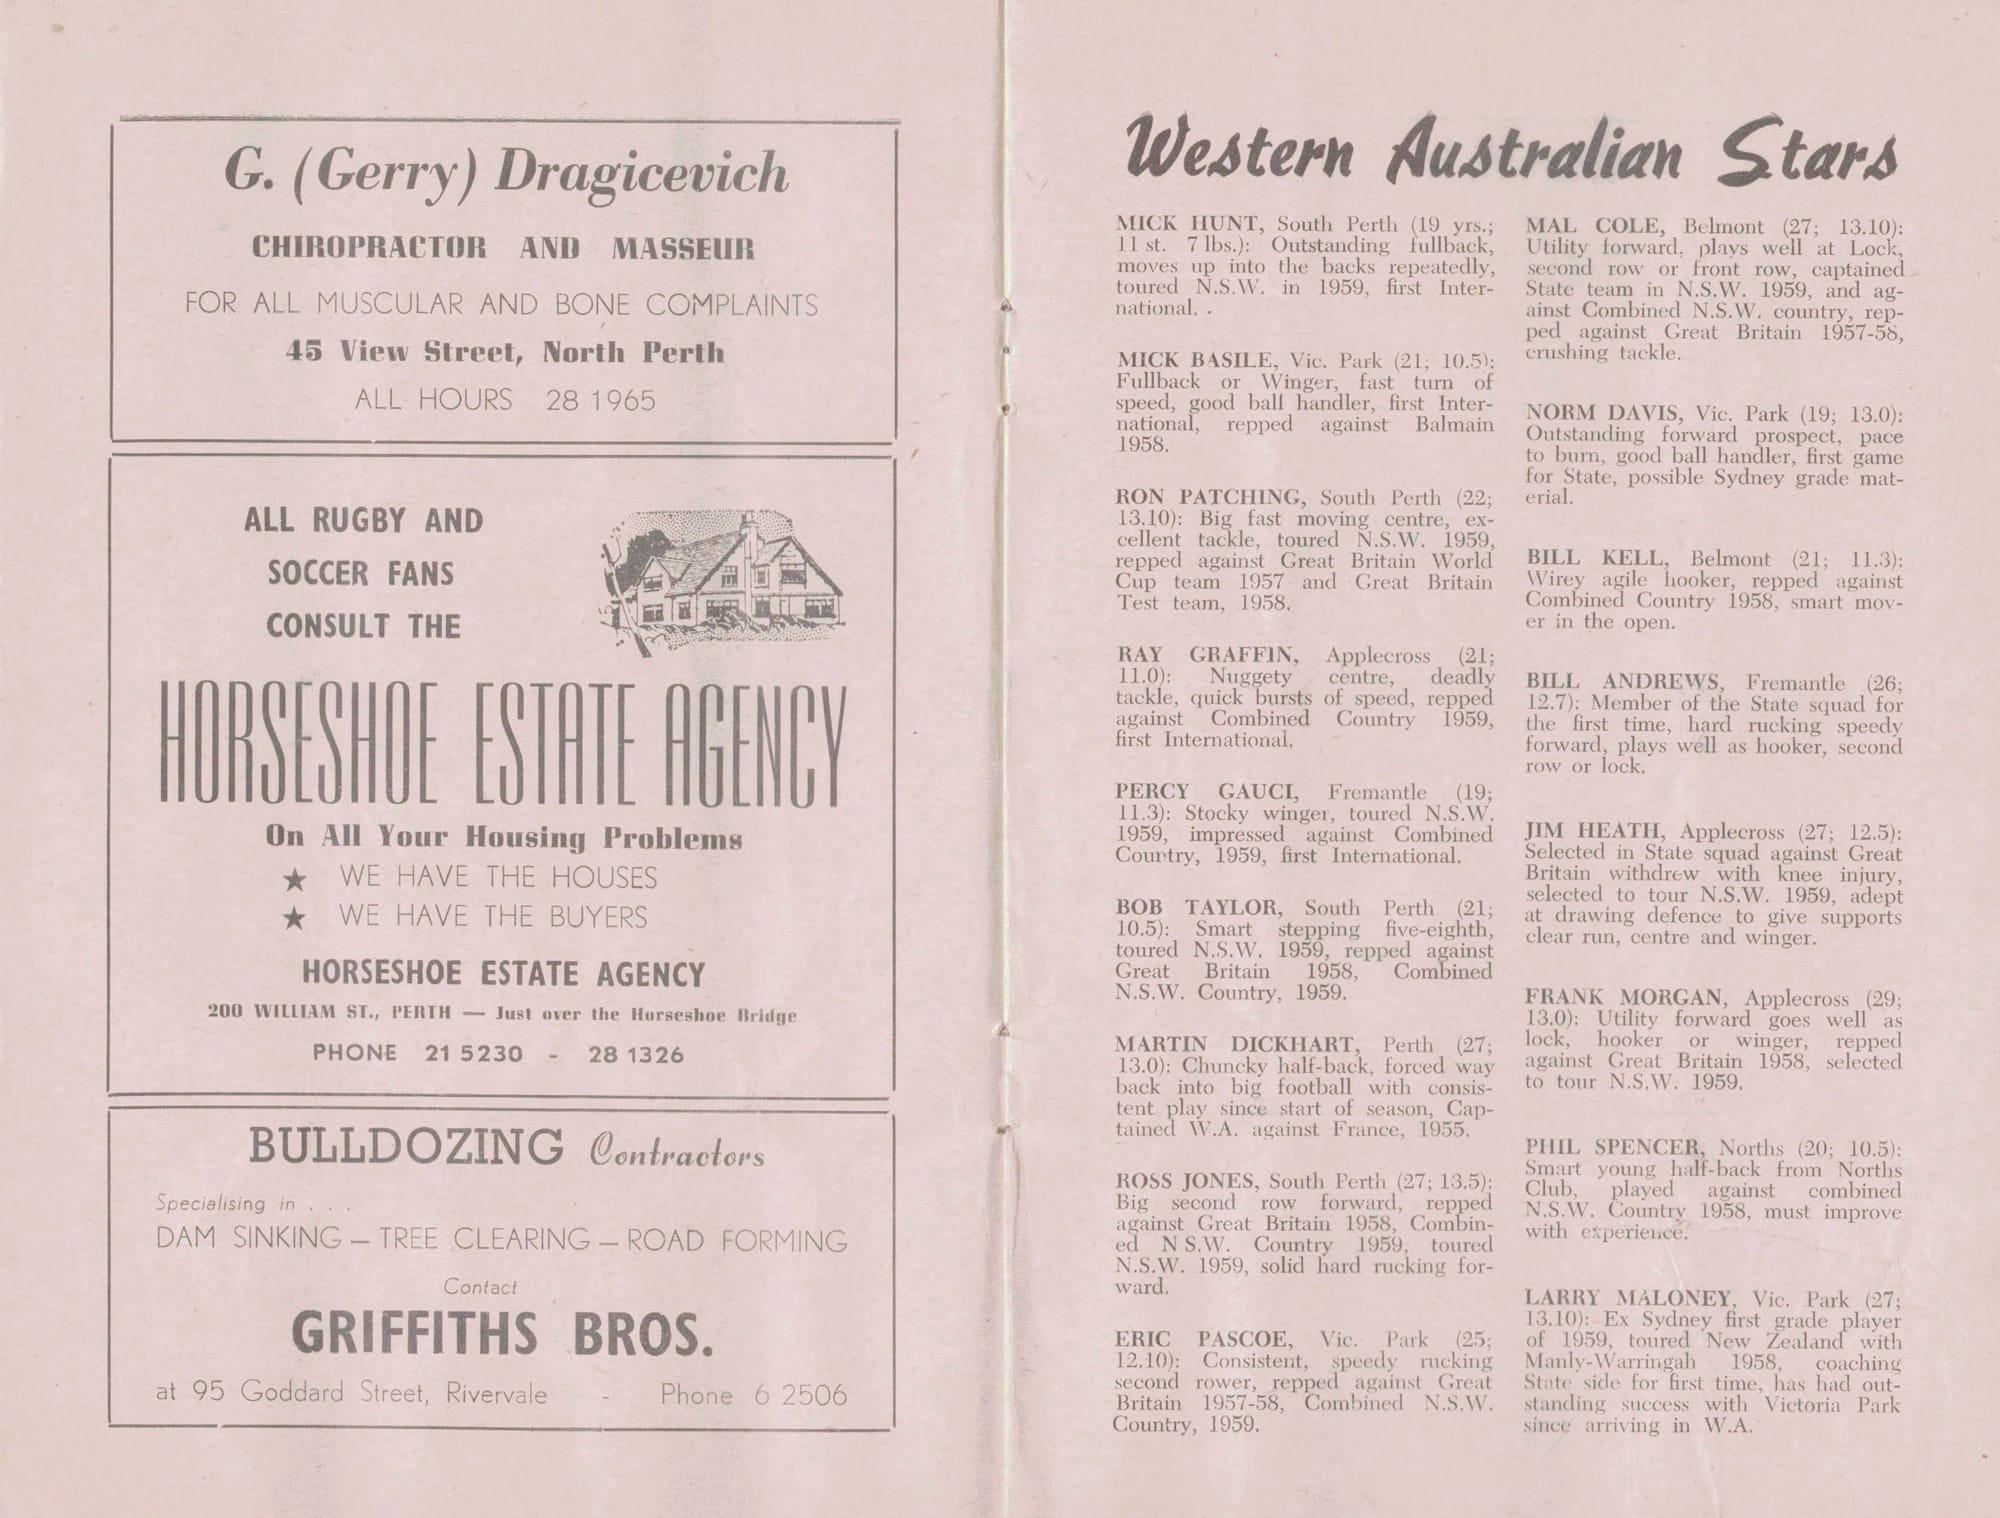 G. (Gerry) Dragicevich
CHIROPRACTOR AND MASSEUR
FOR ALL MUSCULAR AND BONE COMPLAINTS
45 View Street, North Perth
ALL HOURS 28 1965
ALL RUGBY AND
SOCCER FANS
CONSULT THE
HORSESHOE ESTATE AGENCY
On All Your Housing Problems
★ WE HAVE THE HOUSES
★ WE HAVE THE BUYERS
HORSESHOE ESTATE AGENCY
200 WILLIAM ST., PERTH — Just over the Horseshoe Bridge
PHONE 21 5230 - 28 1326
BULLDOZING Contractors
Specialising in . . .
DAM SINKING — TREE CLEARING — ROAD FORMING
Contact
GRIFFITHS BROS.
at 95 Goddard Street, Rivervale - Phone 6 2506
Western Australian Stars
MICK HUNT, South Perth (19 yrs.;
11 st. 7 lbs.): Outstanding fullback,
moves up into the backs repeatedly,
toured N.S.W. in 1959, first Inter-
national.
MICK BASILE, Vic. Park (21; 10.5):
Fullback or Winger, fast turn of
speed, good ball handler, first Inter-
national, repped against Balmain
1958.
RON PATCHING, South Perth (22;
13.10): Big fast moving centre, ex-
cellent tackle, toured N.S.W. 1959,
repped against Great Britain World
Cup team 1957 and Great Britain
Test team, 1958.
RAY GRAFFIN, Applecross (21;
11.0): Nuggety centre, deadly
tackle, quick bursts of speed, repped
against Combined Country 1959,
first International.
PERCY GAUCI, Fremantle (19;
11.3): Stocky winger, toured N.S.W.
1959, impressed against Combined
Country, 1959, first International.
BOB TAYLOR, South Perth (21;
10.5): Smart stepping five-eighth,
toured N.S.W. 1959, repped against
Great Britain 1958, Combined
N.S.W. Country, 1959.
MARTIN DICKHART, Perth (27;
13.0): Chuncky half-back, forced way
back into big football with consis-
tent play since start of season, Cap-
tained W.A. against France, 1955.
ROSS JONES, South Perth (27; 13.5):
Big second row forward, repped
against Great Britain 1958, Combin-
ed N S.W. Country 1959, toured
N.S.W. 1959, solid hard rucking for-
ward.
ERIC PASCOE, Vic. Park (25;
12.10): Consistent, speedy rucking
second rower, repped against Great
Britain 1957-58, Combined N.S.W.
Country, 1959.
MAL COLE, Belmont (27; 13.10):
Utility forward, plays well at Lock,
second row or front row, captained
State team in N.S.W. 1959, and ag-
ainst Combined N.S.W. country, rep-
ped against Great Britain 1957-58,
crushing tackle.
NORM DAVIS, Vic. Park (19; 13.0):
Outstanding forward prospect, pace
to burn, good ball handler, first game
for State, possible Sydney grade mat-
erial.
BILL KELL, Belmont (21; 11.3):
Wirey agile hooker, repped against
Combined Country 1958, smart mov-
er in the open.
BILL ANDREWS, Fremantle (26;
12.7): Member of the State squad for
the first time, hard rucking speedy
forward, plays well as hooker, second
row or lock.
JIM HEATH, Applecross (27; 12.5):
Selected in State squad against Great
Britain withdrew with knee injury,
selected to tour N.S.W. 1959, adept
at drawing defence to give supports
clear run, centre and winger.
FRANK MORGAN, Applecross (29;
13.0): Utility forward goes well as
lock, hooker or winger, repped
against Great Britain 1958, selected
to tour N.S.W. 1959.
PHIL SPENCER, Norths (20; 10.5):
Smart young half-back from Norths
Club, played against combined
N.S.W. Country 1958, must improve
with experience.
LARRY MALONEY, Vic. Park (27;
13.10): Ex Sydney first grade player
of 1959, toured New Zealand with
Manly-Warringah 1958, coaching
State side for first time, has had out-
standing success with Victoria Park
since arriving in W.A.